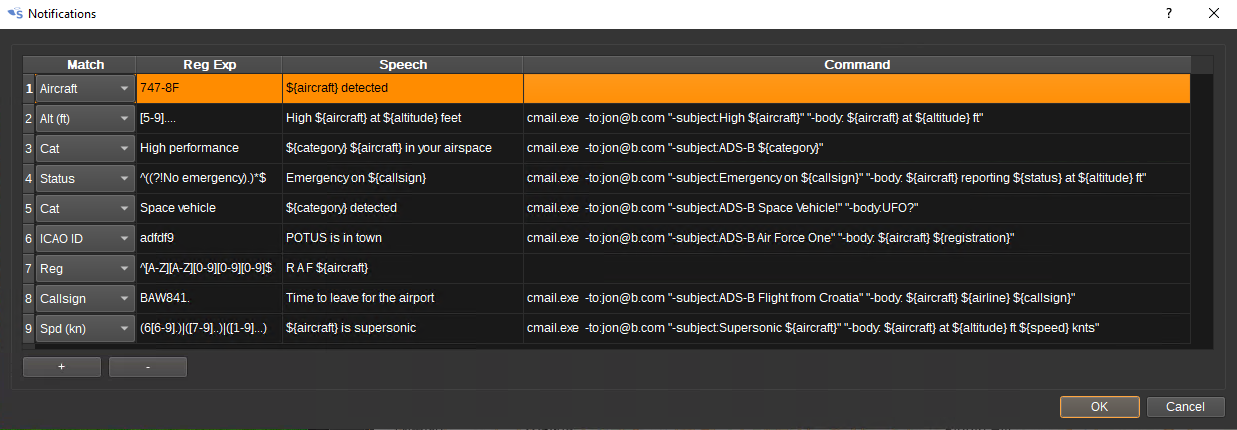 Notifications
Match Reg Exp Speech Command
1 Aircraft 747-8F ${aircraft} detected
2 Alt (ft) [5-9].... High ${aircraft} at ${altitude} feet cmail.exe -to:jon@b.com "-subject:High ${aircraft}" "-body: ${aircraft} at ${altitude} ft"
3 Cat High performance ${category} ${aircraft} in your airspace cmail.exe -to:jon@b.com "-subject:ADS-B ${category}"
4 Status ^((?!No emergency).)*$ Emergency on ${callsign} cmail.exe -to:jon@b.com "-subject:Emergency on ${callsign}" "-body: ${aircraft} reporting ${status} at ${altitude} ft"
5 Cat Space vehicle ${category} detected cmail.exe -to:jon@b.com "-subject:ADS-B Space Vehicle!" "-body:UFO?"
6 ICAO ID adfdf9 POTUS is in town cmail.exe -to:jon@b.com "-subject:ADS-B Air Force One" "-body: ${aircraft} ${registration}"
7 Reg ^[A-Z][A-Z][0-9][0-9][0-9]$ R A F ${aircraft}
8 Callsign BAW841. Time to leave for the airport cmail.exe -to:jon@b.com "-subject:ADS-B Flight from Croatia" "-body: ${aircraft} ${airline} ${callsign}"
9 Spd (kn) (6[6-9].)|([7-9]..)|([1-9]...) ${aircraft} is supersonic cmail.exe -to:jon@b.com "-subject:Supersonic ${aircraft}" "-body: ${aircraft} at ${altitude} ft ${speed} knts"
+ -
OK Cancel